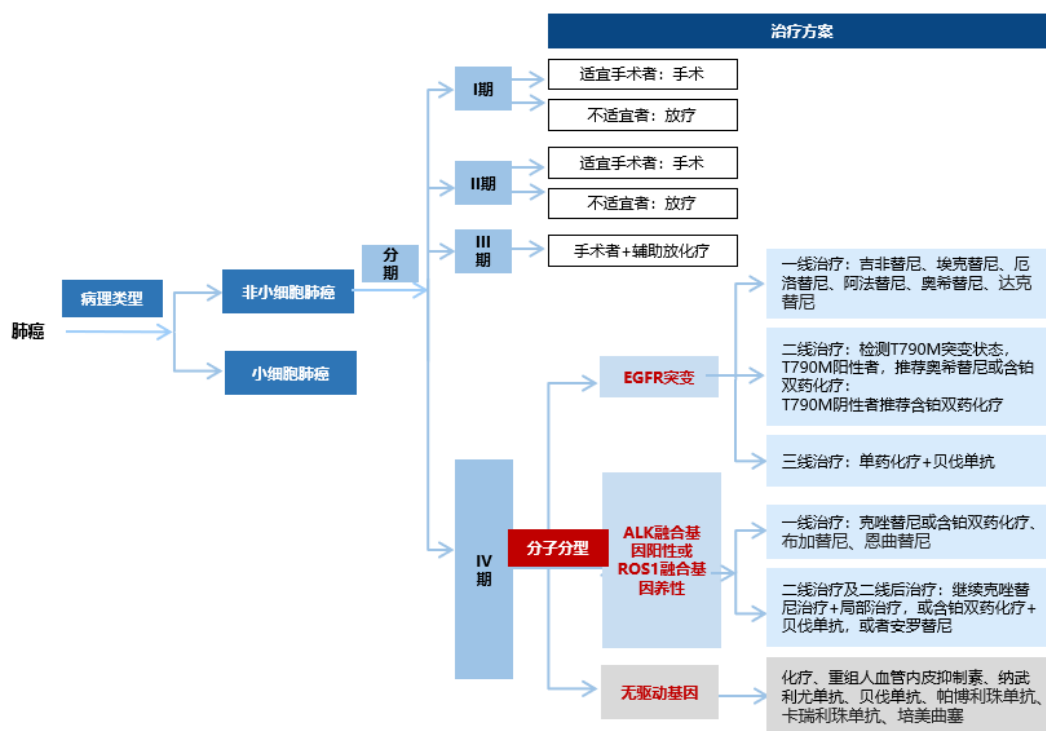 治疗方案
I期
适宜手术者：手术
不适宜者：放疗
II期
适宜手术者：手术
不适宜者：放疗
III
期
手术者+辅助放化疗
分
期
病理类型
非小细胞肺癌
肺癌
小细胞肺癌
IV
期
分子分型
EGFR突变
一线治疗：吉非替尼、埃克替尼、厄
洛替尼、阿法替尼、奥希替尼、达克
替尼
二线治疗：检测T790M突变状态，
T790M阳性者，推荐奥希替尼或含铂
双药化疗：
T790M阴性者推荐含铂双药化疗
三线治疗：单药化疗+贝伐单抗
ALK融合基
因阳性或
ROS1融合基
因养性
一线治疗：克唑替尼或含铂双药化疗、
布加替尼、恩曲替尼
二线治疗及二线后治疗：继续克唑替
尼治疗+局部治疗，或含铂双药化疗+
贝伐单抗，或者安罗替尼
无驱动基因
化疗、重组人血管内皮抑制素、纳武
利尤单抗、贝伐单抗、帕博利珠单抗、
卡瑞利珠单抗、培美曲塞